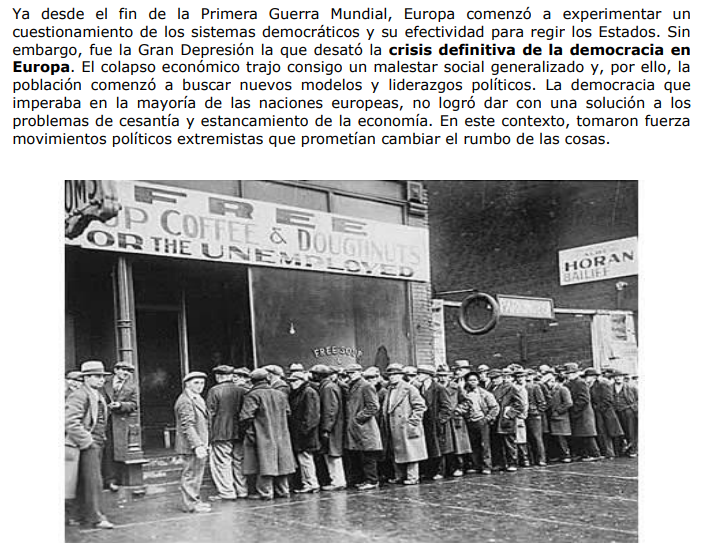 Ya desde el fin de la Primera Guerra Mundial, Europa comenzó a experimentar un
cuestionamiento de los sistemas democráticos y su efectividad para regir los Estados. Sin
embargo, fue la Gran Depresión la que desató la crisis definitiva de la democracia en
Europa. El colapso económico trajo consigo un malestar social generalizado y, por ello, la
población comenzó a buscar nuevos modelos y liderazgos políticos. La democracia que
imperaba en la mayoría de las naciones europeas, no logró dar con una solución a los
problemas de cesantía y estancamiento de la economía. En este contexto, tomaron fuerza
movimientos políticos extremistas que prometían cambiar el rumbo de las cosas.
FREE
UP COFFEE & DOUGHNUTS
OR THE UNEMPLOYED
FREE SOUP
HORAN
BAILIFF